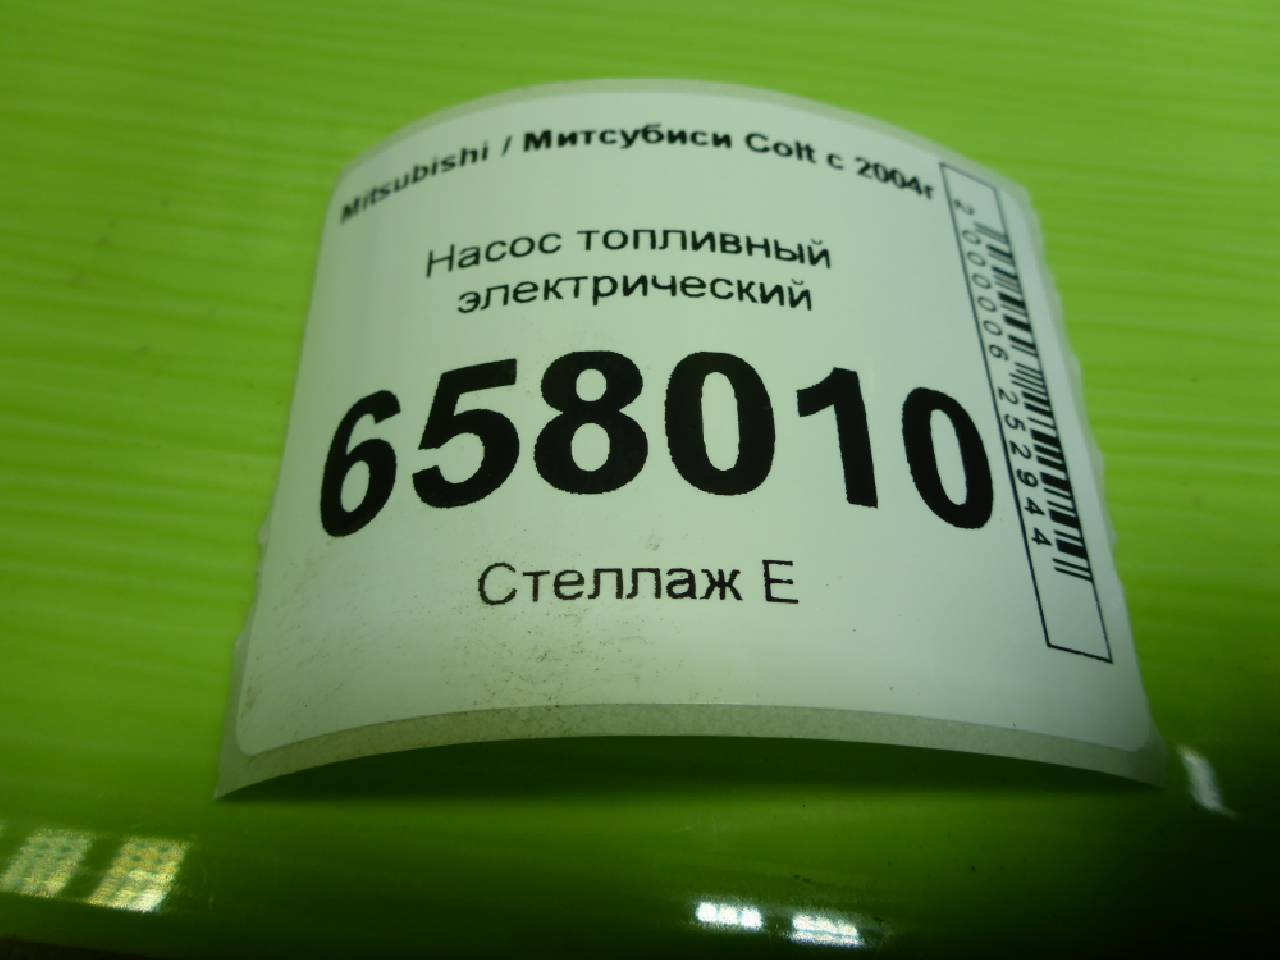 Mitsubishi / Митсубиси Colt с 2004г
Насос топливный
электрический
658010
Стеллаж Е
2000006252944